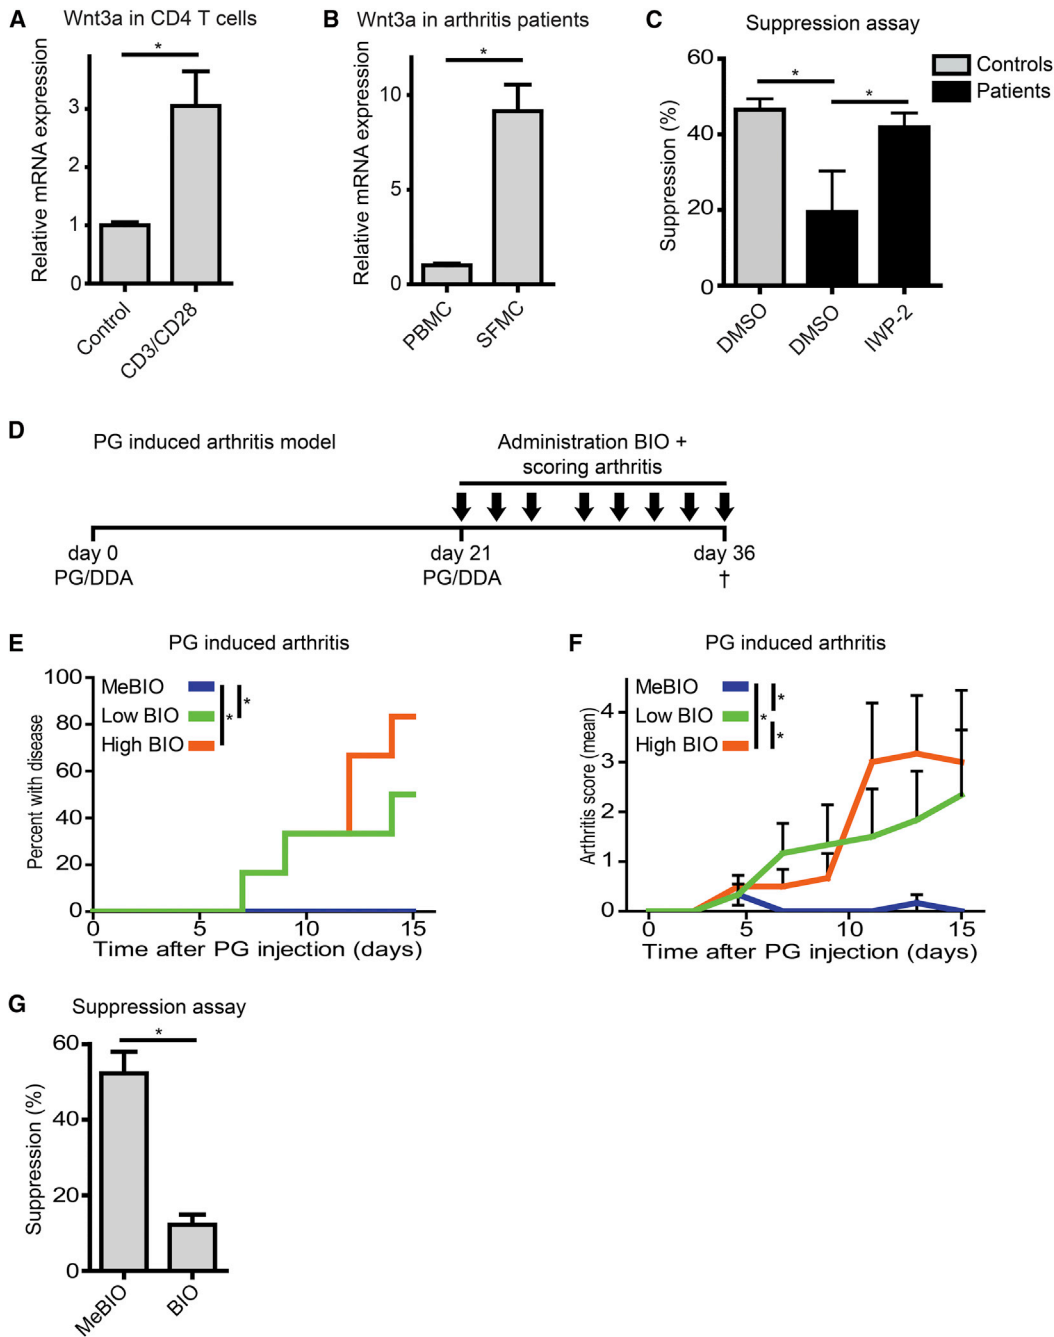 A
Wnt3a in CD4 T cells
*
Relative mRNA expression
3
2
1
0
Control
CD3/CD28
B
Wnt3a in arthritis patients
*
Relative mRNA expression
10
5
0
PBMC
SFMC
C
Suppression assay
Controls
Patients
*
*
Suppression (%)
60
40
20
0
DMSO
DMSO
IWP-2
D
PG induced arthritis model
Administration BIO +
scoring arthritis
day 0
PG/DDA
day 21
PG/DDA
day 36
†
E
PG induced arthritis
MeBIO
Low BIO
High BIO
*
*
Percent with disease
100
80
60
40
20
0
0
5
10
15
Time after PG injection (days)
F
PG induced arthritis
MeBIO
Low BIO
High BIO
*
*
*
Arthritis score (mean)
4
3
2
1
0
0
5
10
15
Time after PG injection (days)
G
Suppression assay
*
Suppression (%)
60
40
20
0
MeBIO
BIO